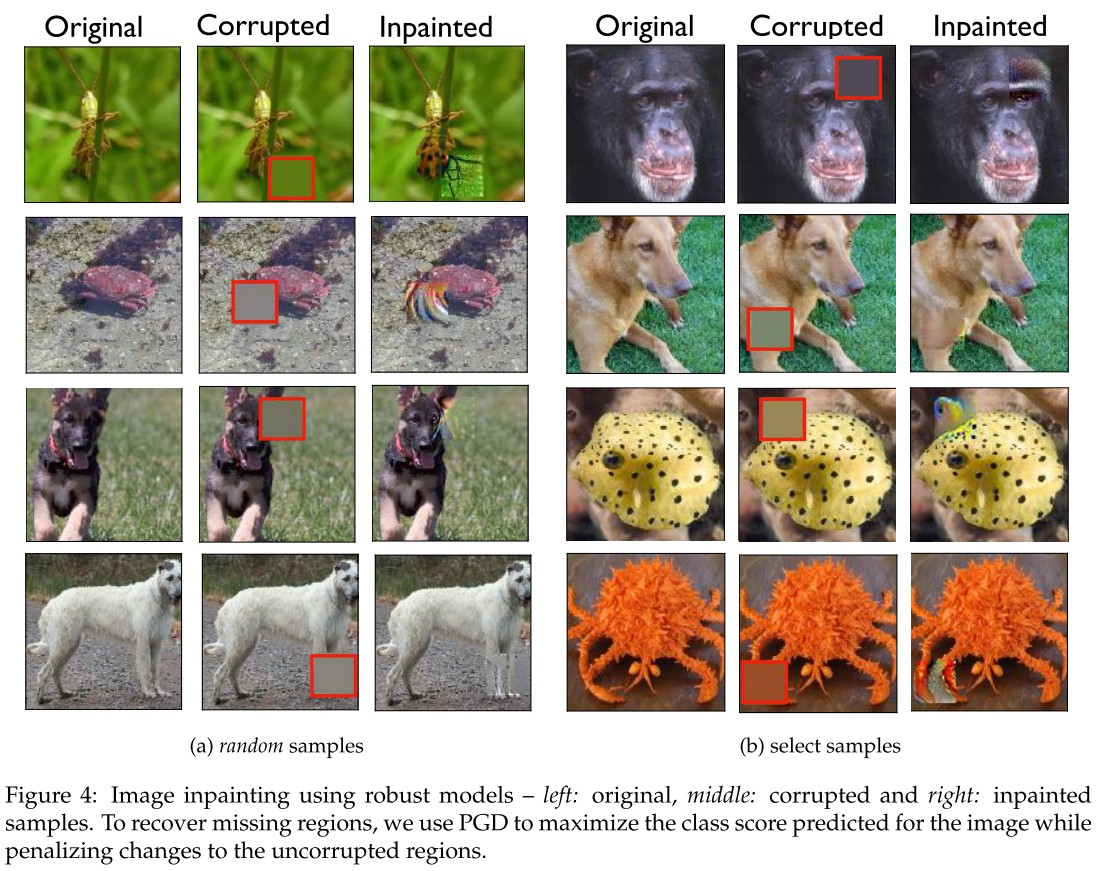 Original Corrupted Inpainted Original Corrupted Inpainted
(a) random samples (b) select samples
Figure 4: Image inpainting using robust models – left: original, middle: corrupted and right: inpainted
samples. To recover missing regions, we use PGD to maximize the class score predicted for the image while
penalizing changes to the uncorrupted regions.